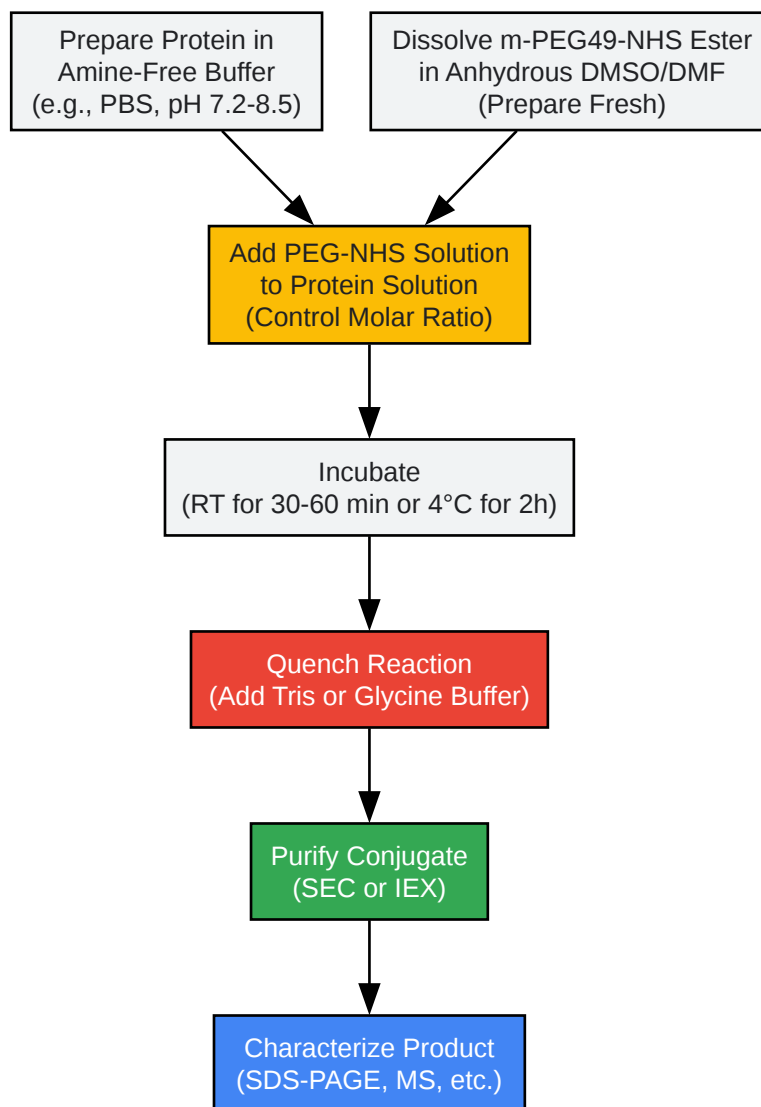 Prepare Protein in
Amine-Free Buffer
(e.g., PBS, pH 7.2-8.5)
Dissolve m-PEG49-NHS Ester
in Anhydrous DMSO/DMF
(Prepare Fresh)
Add PEG-NHS Solution
to Protein Solution
(Control Molar Ratio)
Incubate
(RT for 30-60 min or 4°C for 2h)
Quench Reaction
(Add Tris or Glycine Buffer)
Purify Conjugate
(SEC or IEX)
Characterize Product
(SDS-PAGE, MS, etc.)